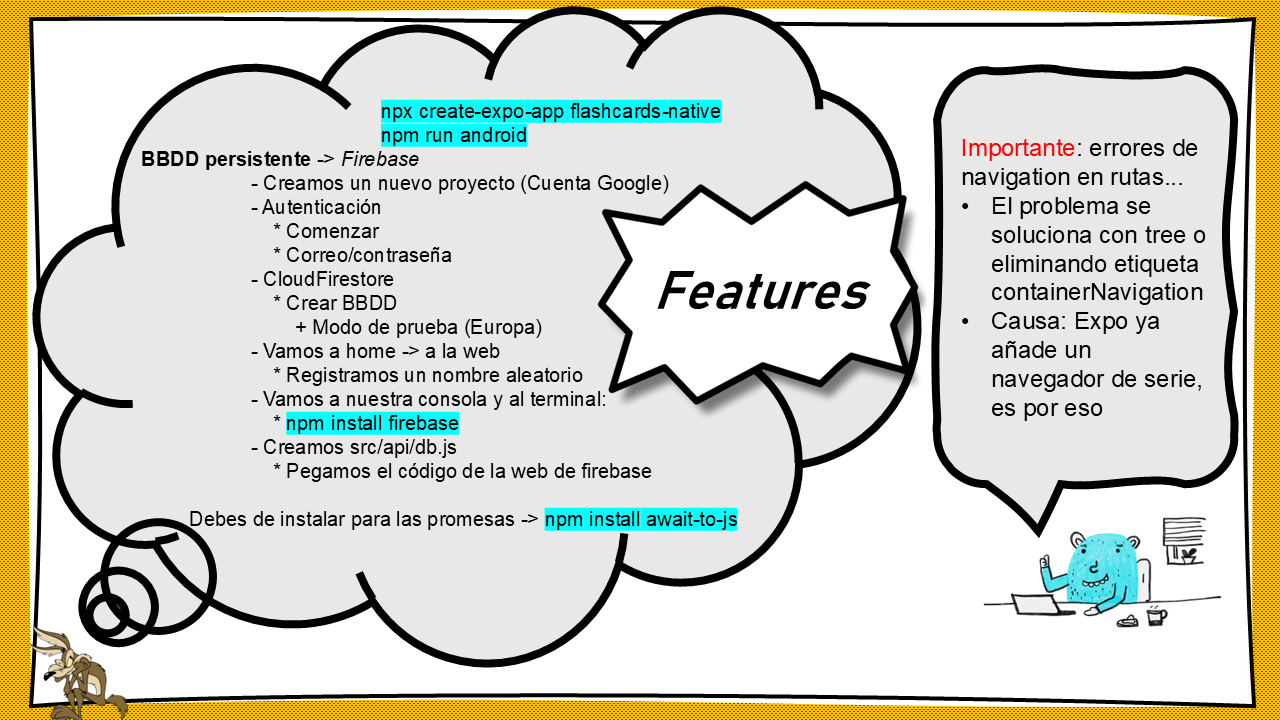 npx create-expo-app flashcards-native
npm run android
BBDD persistente -> Firebase
- Creamos un nuevo proyecto (Cuenta Google)
- Autenticación
* Comenzar
* Correo/contraseña
- CloudFirestore
* Crear BBDD
+ Modo de prueba (Europa)
- Vamos a home -> a la web
* Registramos un nombre aleatorio
- Vamos a nuestra consola y al terminal:
* npm install firebase
- Creamos src/api/db.js
* Pegamos el código de la web de firebase
Debes de instalar para las promesas -> npm install await-to-js
Features
Importante: errores de
navigation en rutas...
• El problema se
soluciona con tree o
eliminando etiqueta
containerNavigation
• Causa: Expo ya
añade un
navegador de serie,
es por eso